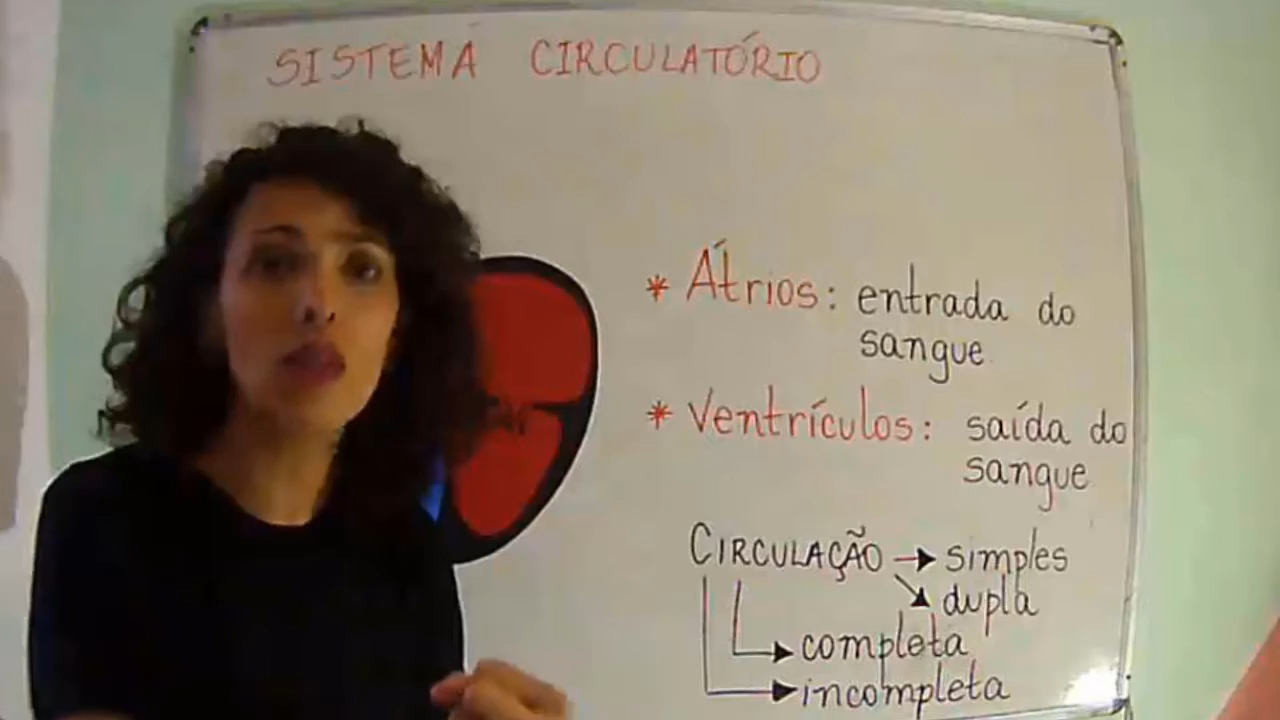 SISTEMA CIRCULATÓRIO
* Átrios: entrada do
sangue
* Ventrículos: saída do
sangue
CIRCULAÇÃO → simples
dupla
completa
incompleta